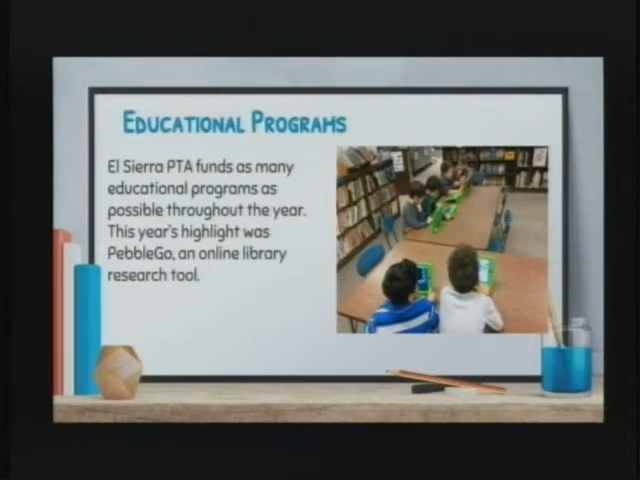 Educational Programs
El Sierra PTA funds as many
educational programs as
possible throughout the year.
This year's highlight was
PebbleGo, an online library
research tool.